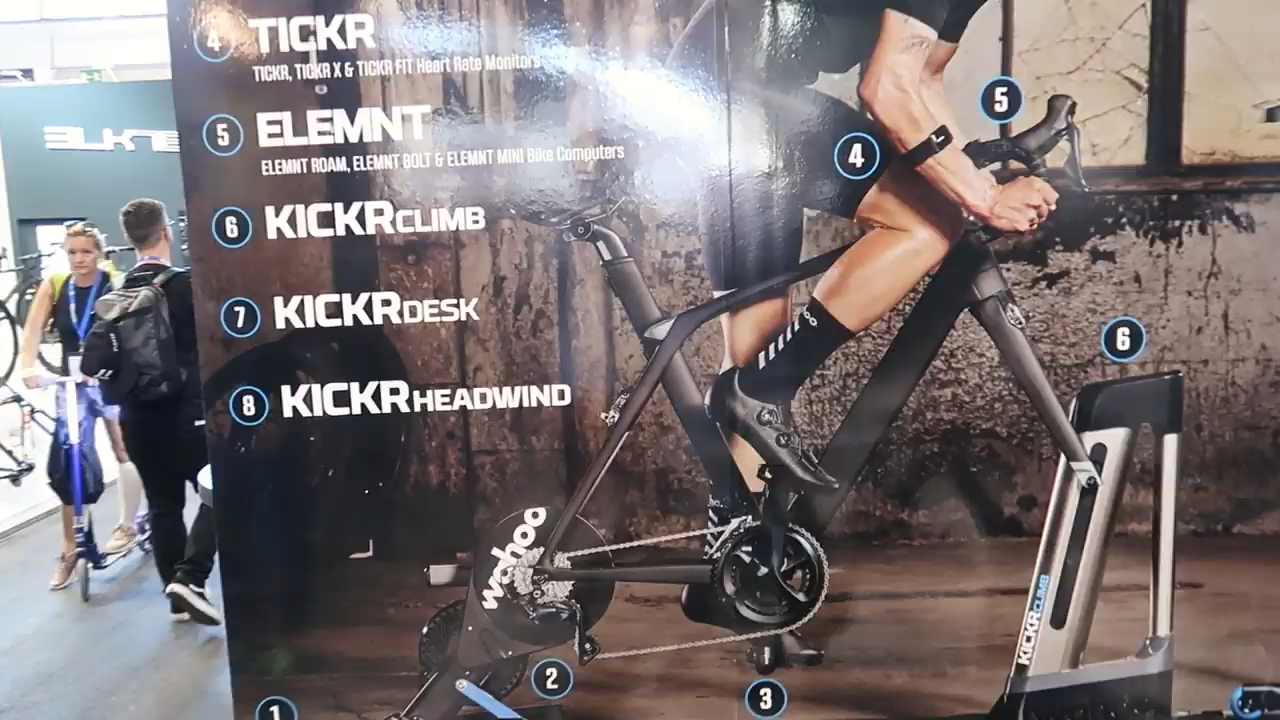 4 TICKR
TICKR, TICKR X & TICKR FIT Heart Rate Monitors
5 ELEMNT
ELEMNT ROAM, ELEMNT BOLT & ELEMNT MINI Bike Computers
6 KICKR CLIMB
7 KICKR DESK
8 KICKR HEADWIND
5
4
6
wahoo
KICKR CLIMB
2
3
1